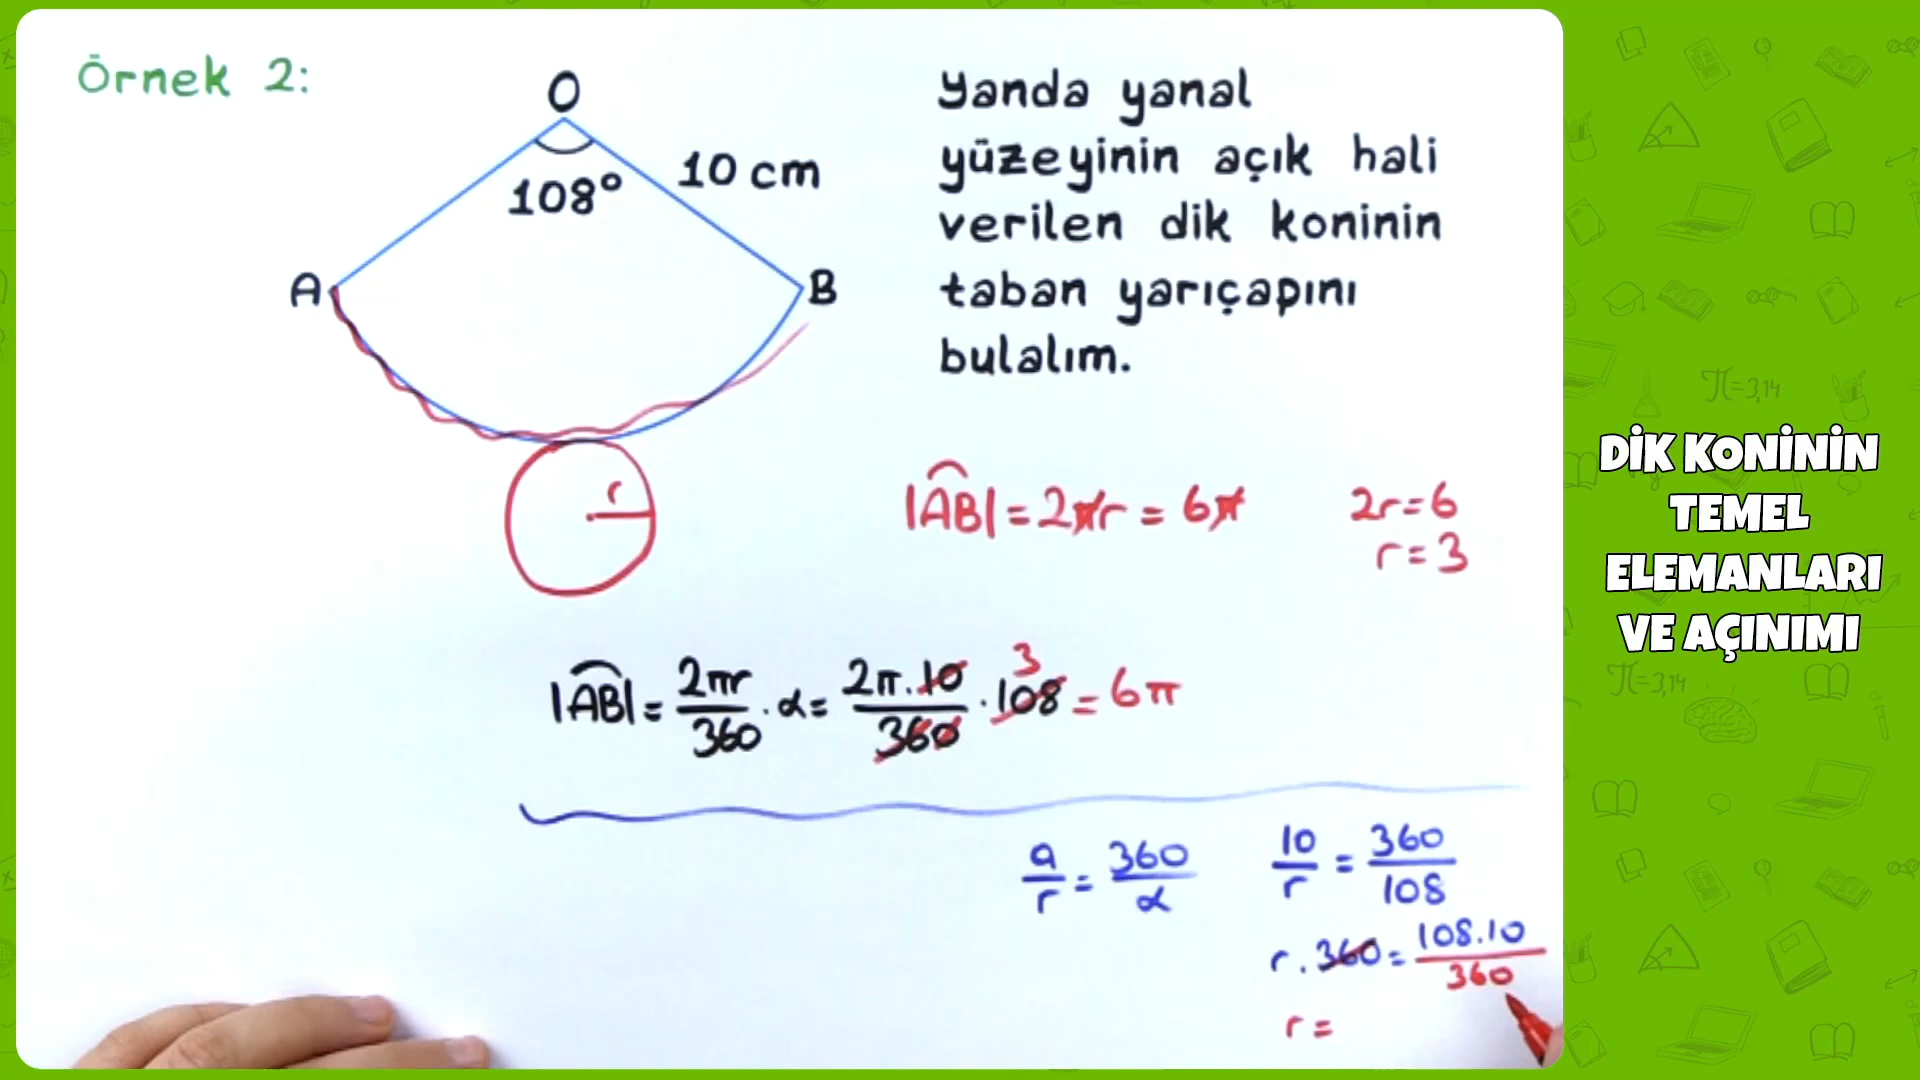 Örnek 2:
O
108°
10 cm
A
B
r
Yanda yanal
yüzeyinin açık hali
verilen dik koninin
taban yarıçapını
bulalım.
|AB| = 2πr = 6π
2r = 6
r = 3
|AB| = 2πr/360 . α = 2π.10/360 . 108 = 6π
3
a/r = 360/α
10/r = 360/108
r . 360 = 108.10/360
r =
DİK KONİNİN
TEMEL
ELEMANLARI
VE AÇINIMI
π=3,14
π=3,14